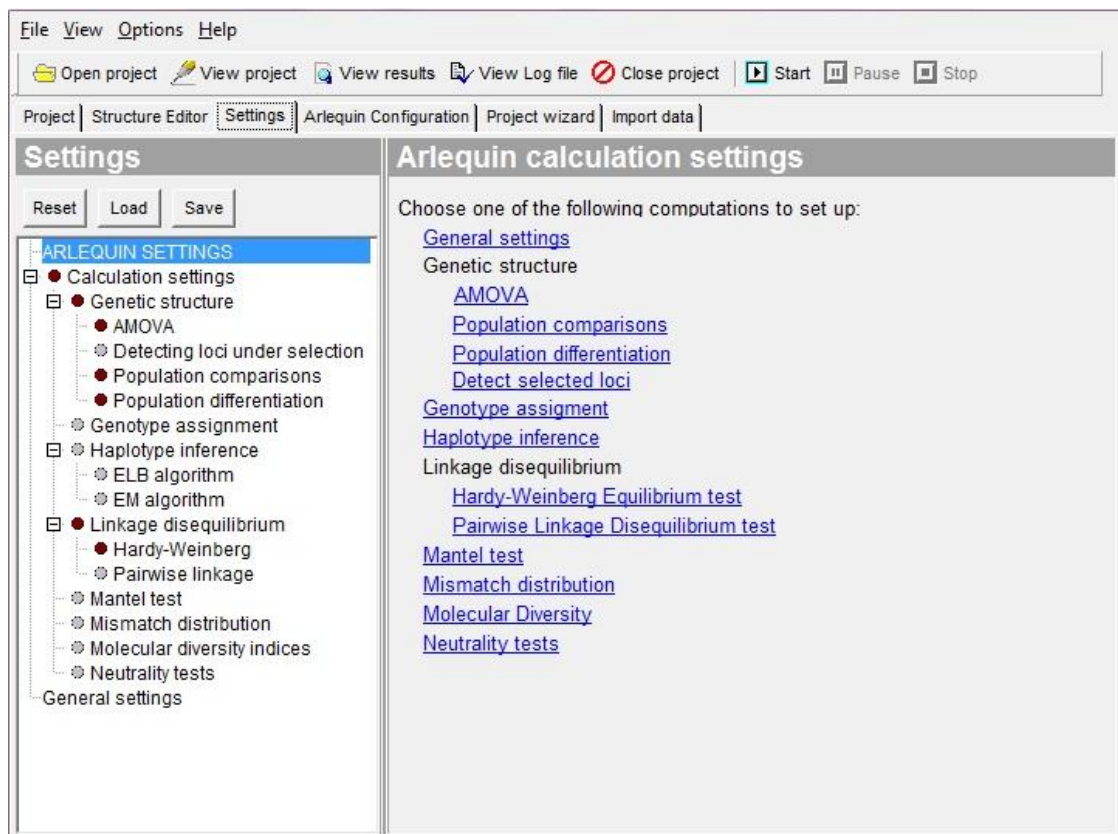 File View Options Help
Open project View project View results View Log file Close project Start Pause Stop
Project Structure Editor Settings Arlequin Configuration Project wizard Import data
Settings
Reset Load Save
ARLEQUIN SETTINGS
Calculation settings
Genetic structure
AMOVA
Detecting loci under selection
Population comparisons
Population differentiation
Genotype assignment
Haplotype inference
ELB algorithm
EM algorithm
Linkage disequilibrium
Hardy-Weinberg
Pairwise linkage
Mantel test
Mismatch distribution
Molecular diversity indices
Neutrality tests
General settings
Arlequin calculation settings
Choose one of the following computations to set up:
General settings
Genetic structure
AMOVA
Population comparisons
Population differentiation
Detect selected loci
Genotype assigment
Haplotype inference
Linkage disequilibrium
Hardy-Weinberg Equilibrium test
Pairwise Linkage Disequilibrium test
Mantel test
Mismatch distribution
Molecular Diversity
Neutrality tests